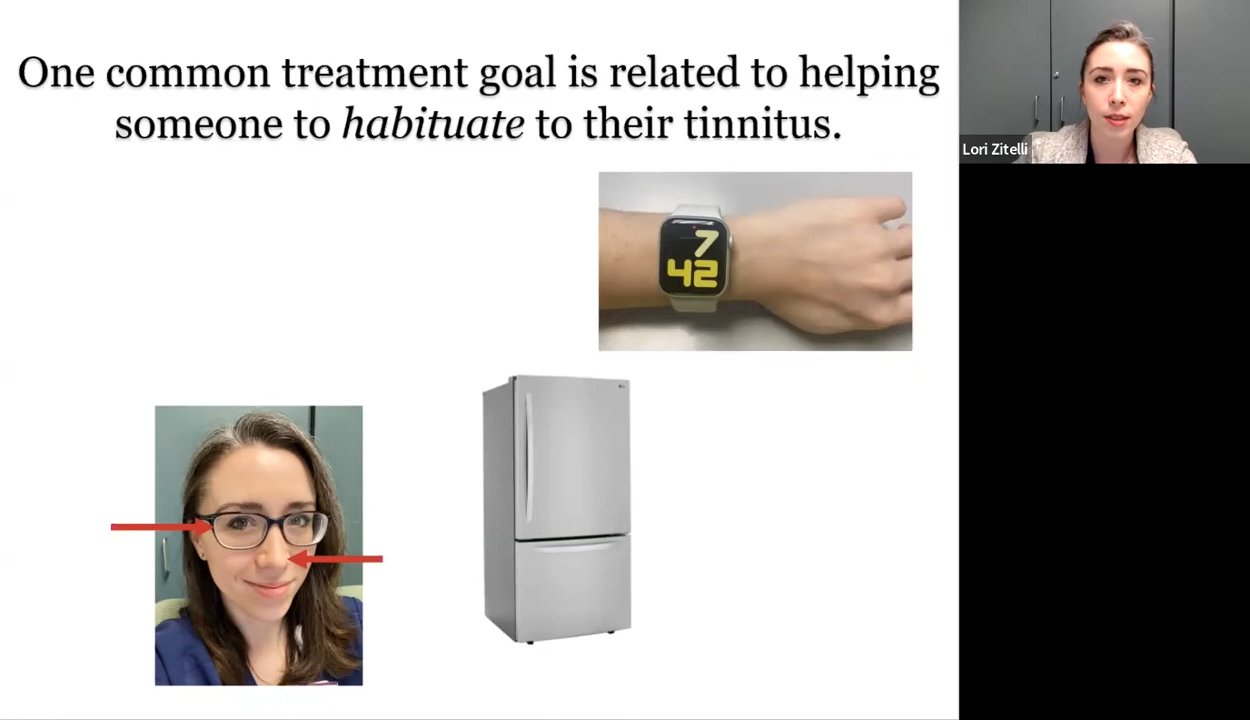 One common treatment goal is related to helping
someone to habituate to their tinnitus.
Lori Zitelli
7
42